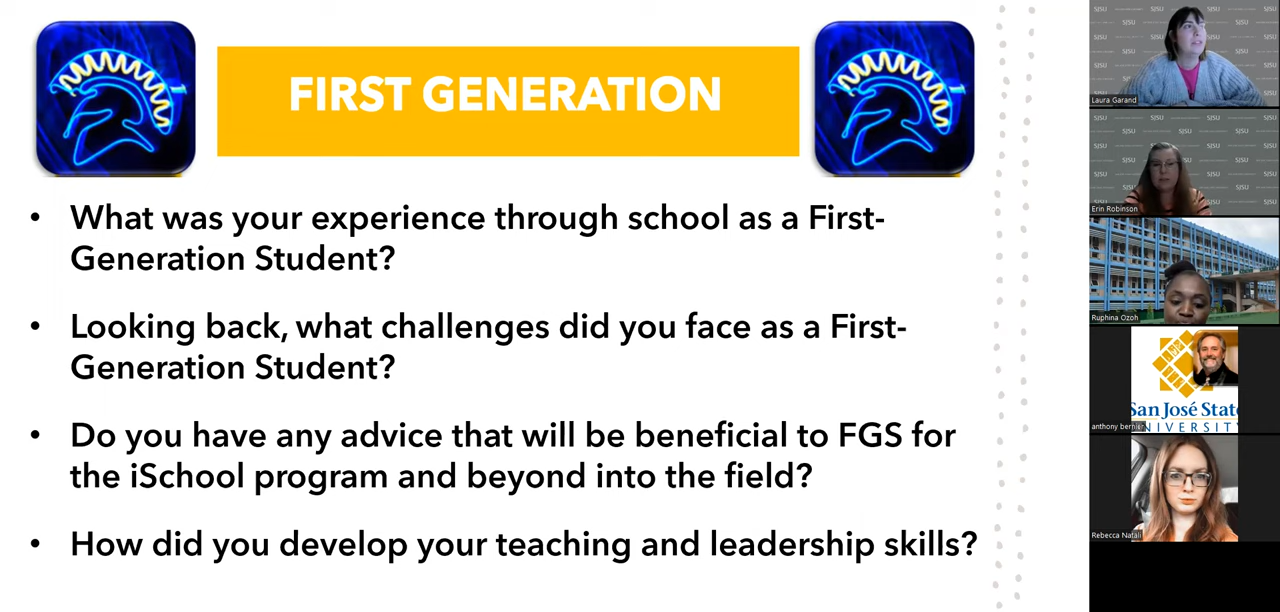 FIRST GENERATION
• What was your experience through school as a First-
Generation Student?
• Looking back, what challenges did you face as a First-
Generation Student?
• Do you have any advice that will be beneficial to FGS for
the iSchool program and beyond into the field?
• How did you develop your teaching and leadership skills?
SJSU
Laura Garand
SJSU
Erin Robinson
Ruphina Ozoh
San José State
UNIVERSITY
anthony bernier
Rebecca Natali